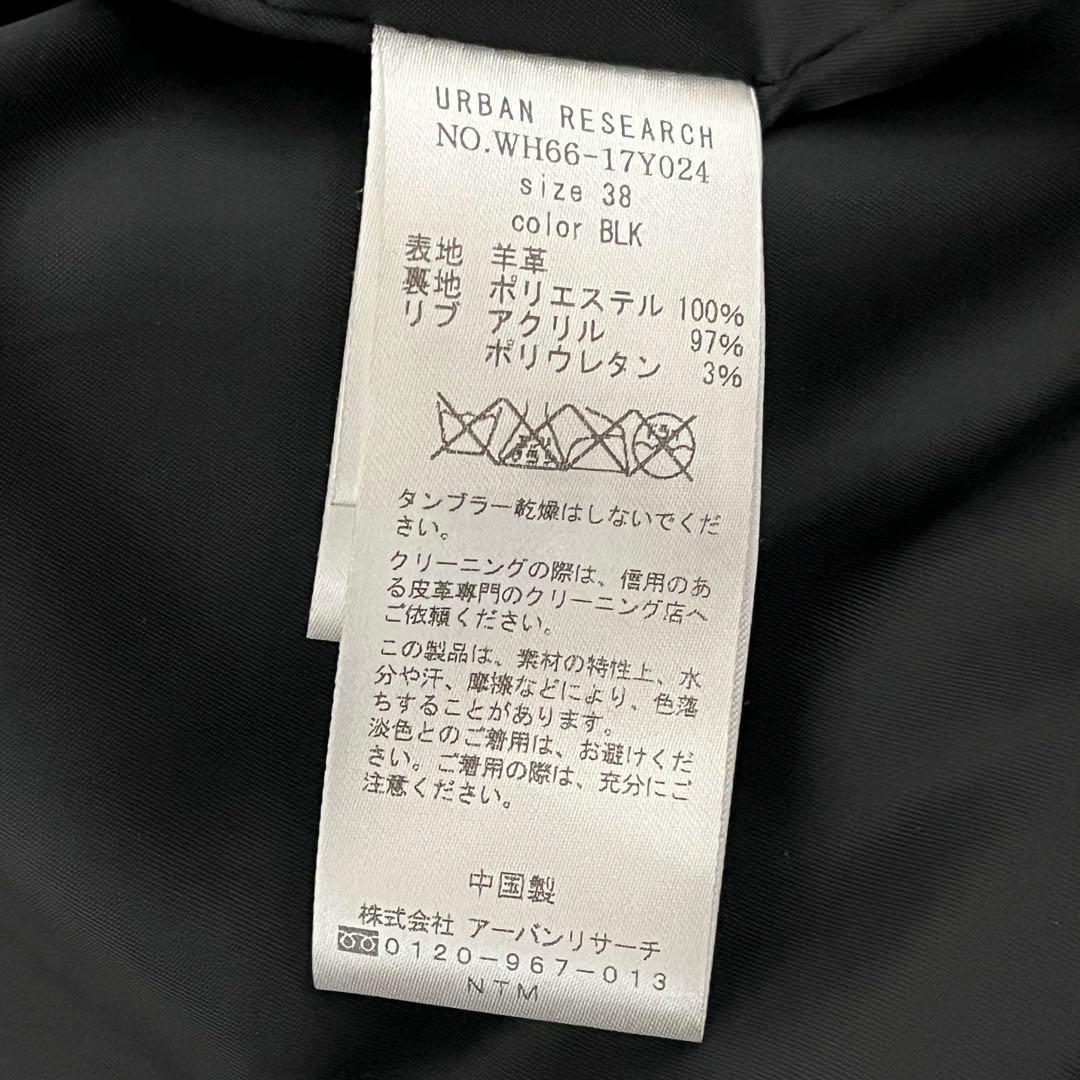 URBAN RESEARCH
NO.WH66-17Y024
size 38
color BLK
表地 羊革
裏地 ポリエステル 100%
リブ アクリル 97%
ポリウレタン 3%
タンブラー乾燥はしないでくだ
さい。
クリーニングの際は、信用のあ
る皮革専門のクリーニング店へ
ご依頼ください。
この製品は、素材の特性上、水
分や汗、摩擦などにより、色落
ちすることがあります。
淡色とのご着用は、お避けくだ
さい。ご着用の際は、充分にご
注意ください。
中国製
株式会社 アーバンリサーチ
0120-967-013
NTM